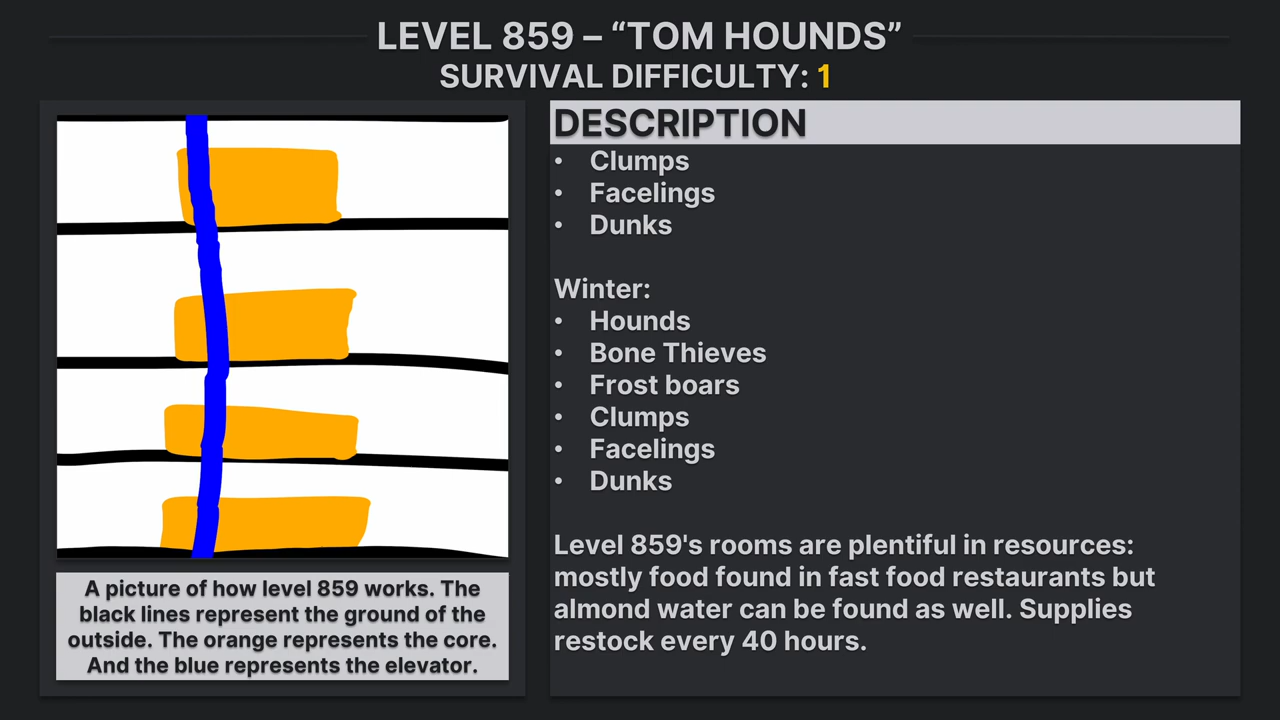 LEVEL 859 – “TOM HOUNDS”
SURVIVAL DIFFICULTY: 1
A picture of how level 859 works. The
black lines represent the ground of the
outside. The orange represents the core.
And the blue represents the elevator.
DESCRIPTION
• Clumps
• Facelings
• Dunks
Winter:
• Hounds
• Bone Thieves
• Frost boars
• Clumps
• Facelings
• Dunks
Level 859's rooms are plentiful in resources:
mostly food found in fast food restaurants but
almond water can be found as well. Supplies
restock every 40 hours.